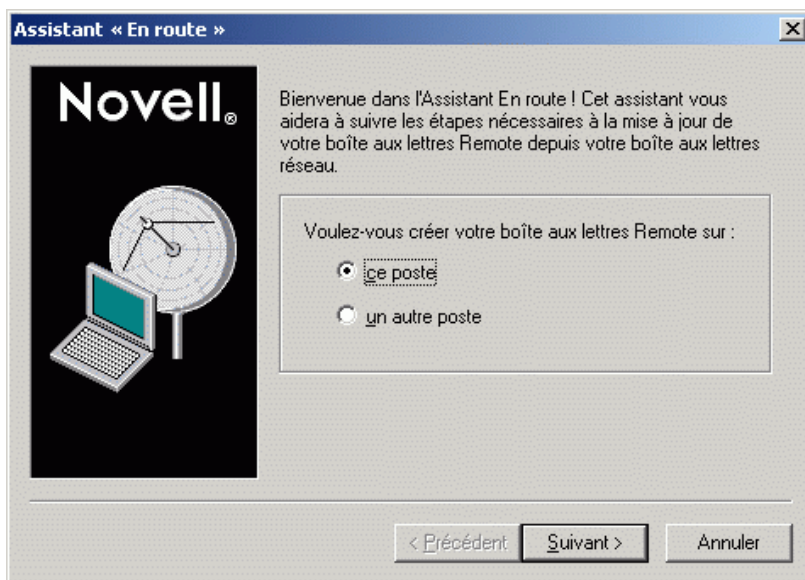 Assistant « En route »
Novell®
Bienvenue dans l'Assistant En route ! Cet assistant vous
aidera à suivre les étapes nécessaires à la mise à jour de
votre boîte aux lettres Remote depuis votre boîte aux lettres
réseau.
Voulez-vous créer votre boîte aux lettres Remote sur :
ce poste
un autre poste
< Précédent
Suivant >
Annuler